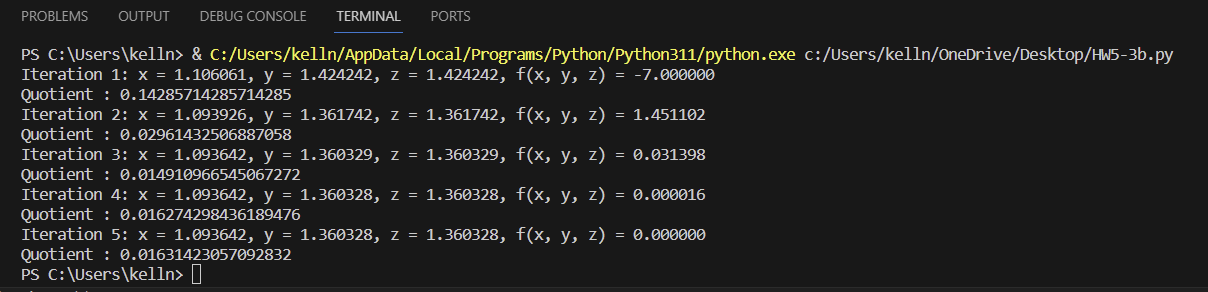 PROBLEMS OUTPUT DEBUG CONSOLE TERMINAL PORTS
PS C:\Users\kelln> & C:/Users/kelln/AppData/Local/Programs/Python/Python311/python.exe c:/Users/kelln/OneDrive/Desktop/HW5-3b.py
Iteration 1: x = 1.106061, y = 1.424242, z = 1.424242, f(x, y, z) = -7.000000
Quotient : 0.14285714285714285
Iteration 2: x = 1.093926, y = 1.361742, z = 1.361742, f(x, y, z) = 1.451102
Quotient : 0.02961432506887058
Iteration 3: x = 1.093642, y = 1.360329, z = 1.360329, f(x, y, z) = 0.031398
Quotient : 0.014910966545067272
Iteration 4: x = 1.093642, y = 1.360328, z = 1.360328, f(x, y, z) = 0.000016
Quotient : 0.016274298436189476
Iteration 5: x = 1.093642, y = 1.360328, z = 1.360328, f(x, y, z) = 0.000000
Quotient : 0.01631423057092832
PS C:\Users\kelln>